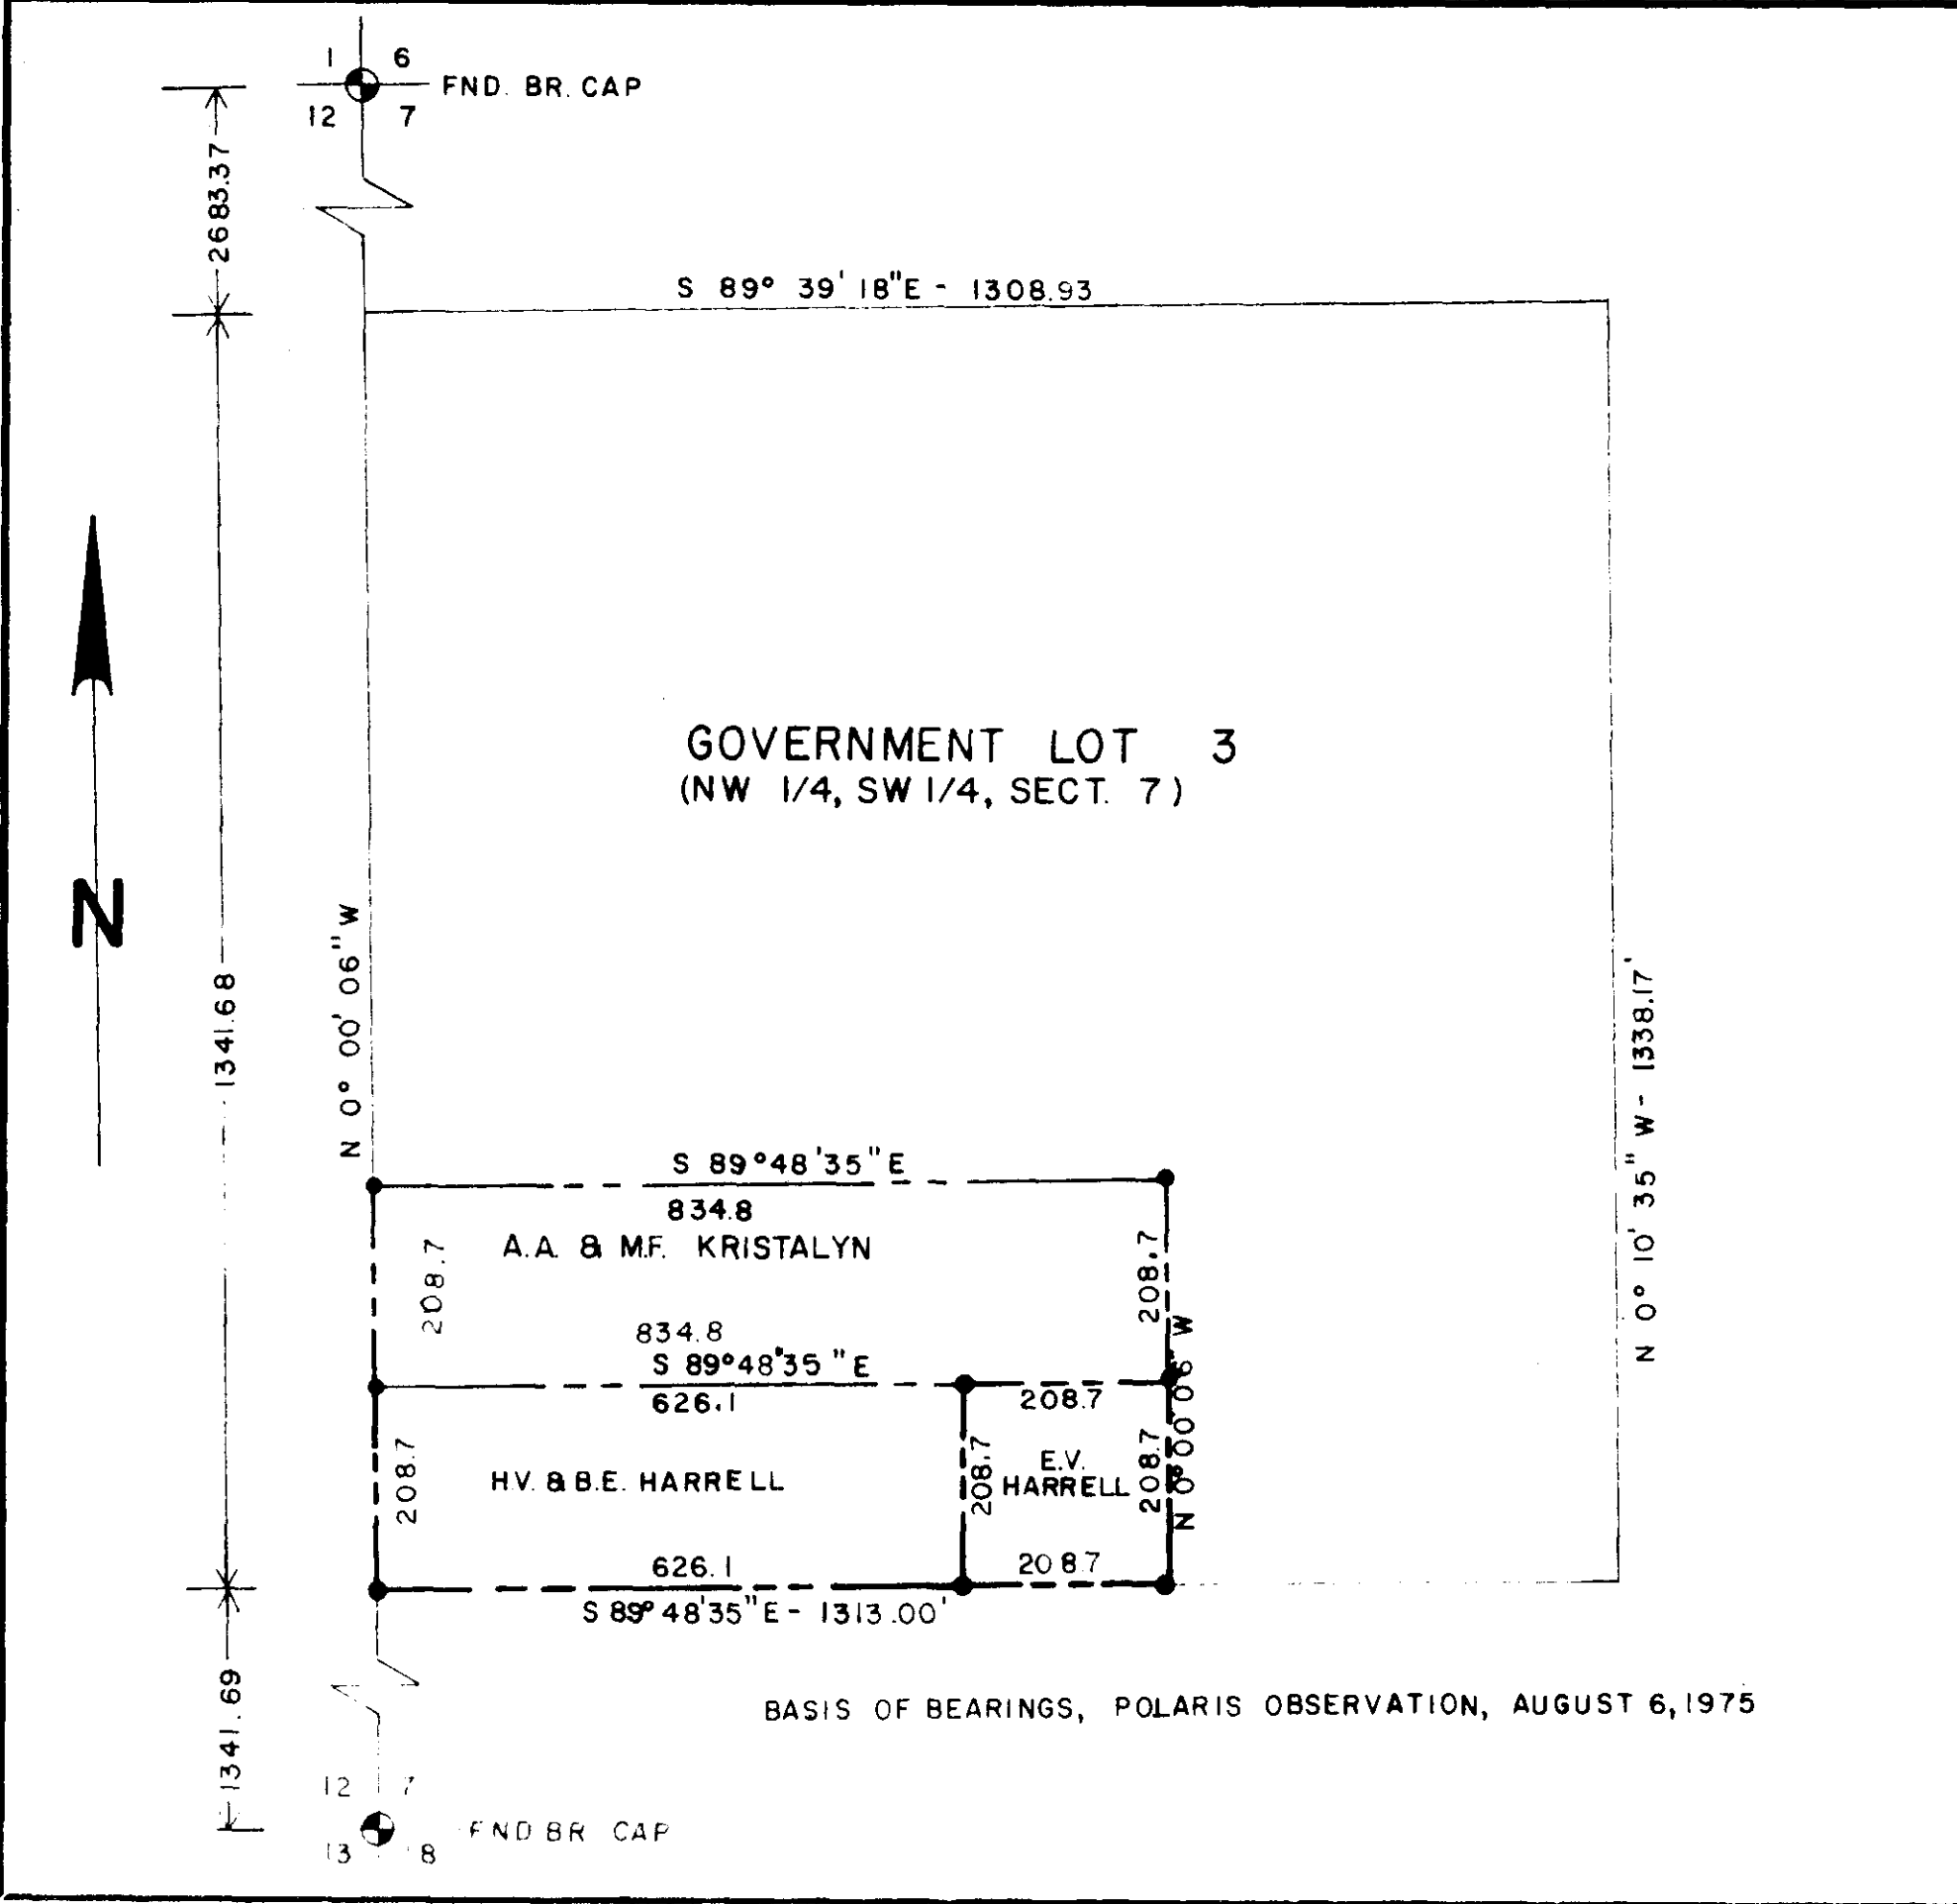 1 6
FND. BR. CAP
12 7
2683.37
S 89° 39' 18"E - 1308.93
GOVERNMENT LOT 3
(NW 1/4, SW 1/4, SECT. 7)
N
1341.68
N 0° 00' 06" W
N 0° 10' 35" W - 1338.17'
S 89°48'35"E
834.8
A.A. & M.F. KRISTALYN
208.7
208.7
834.8
S 89°48'35"E
626.1
208.7
N 0° 00' 06" W
208.7
H.V. & B.E. HARRELL
208.7
E.V.
HARRELL
208.7
626.1
208.7
S 89° 48'35"E - 1313.00'
1341.69
BASIS OF BEARINGS, POLARIS OBSERVATION, AUGUST 6, 1975
12 7
FND BR CAP
13 8